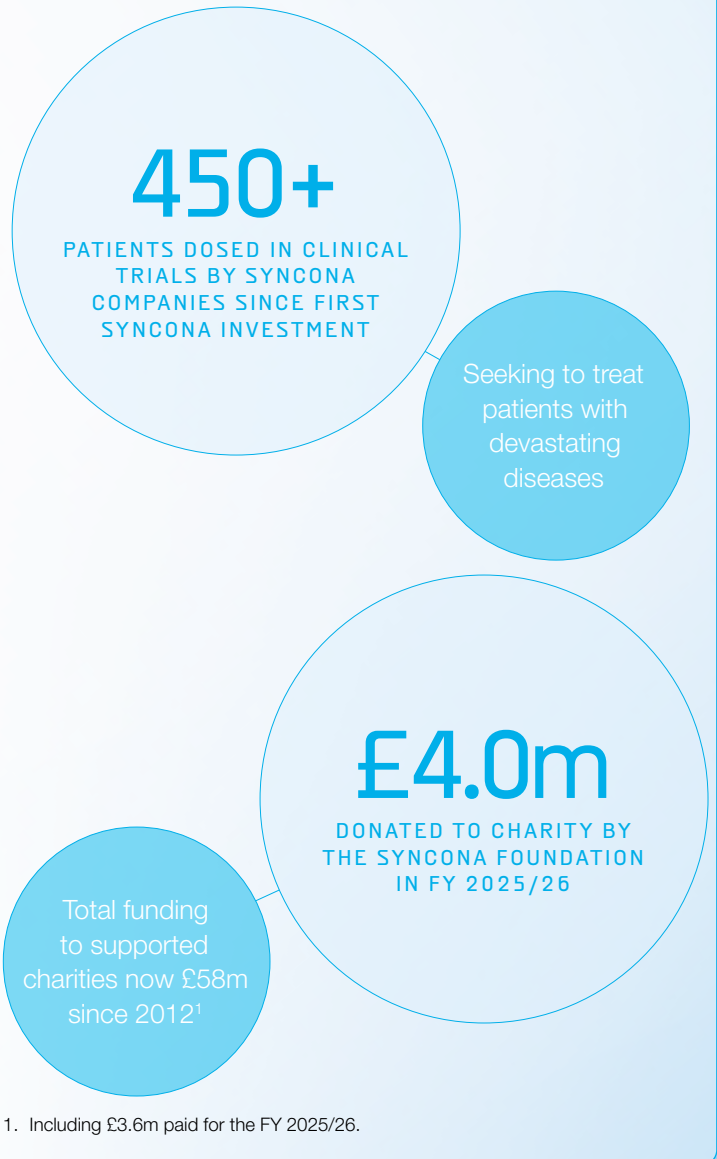 450+
PATIENTS DOSED IN CLINICAL
TRIALS BY SYNCONA
COMPANIES SINCE FIRST
SYNCONA INVESTMENT
Seeking to treat
patients with
devastating
diseases
£4.0m
DONATED TO CHARITY BY
THE SYNCONA FOUNDATION
IN FY 2025/26
Total funding
to supported
charities now £58m
since 2012¹
1. Including £3.6m paid for the FY 2025/26.